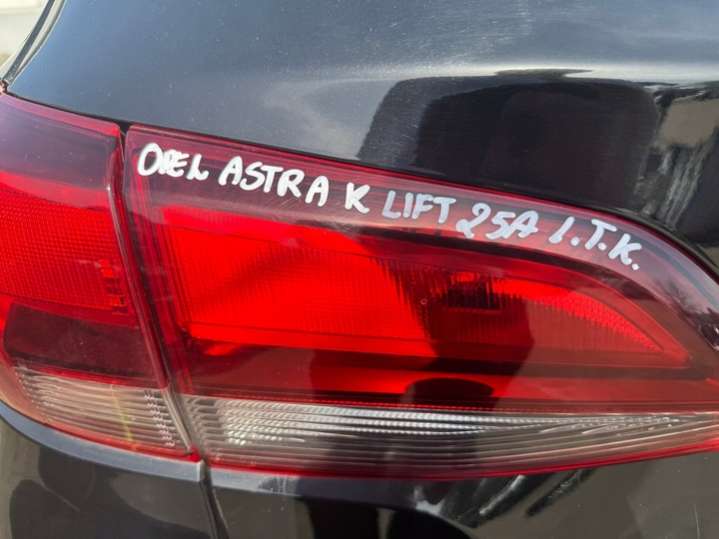 OPEL ASTRA K LIFT 25A I.T.K.